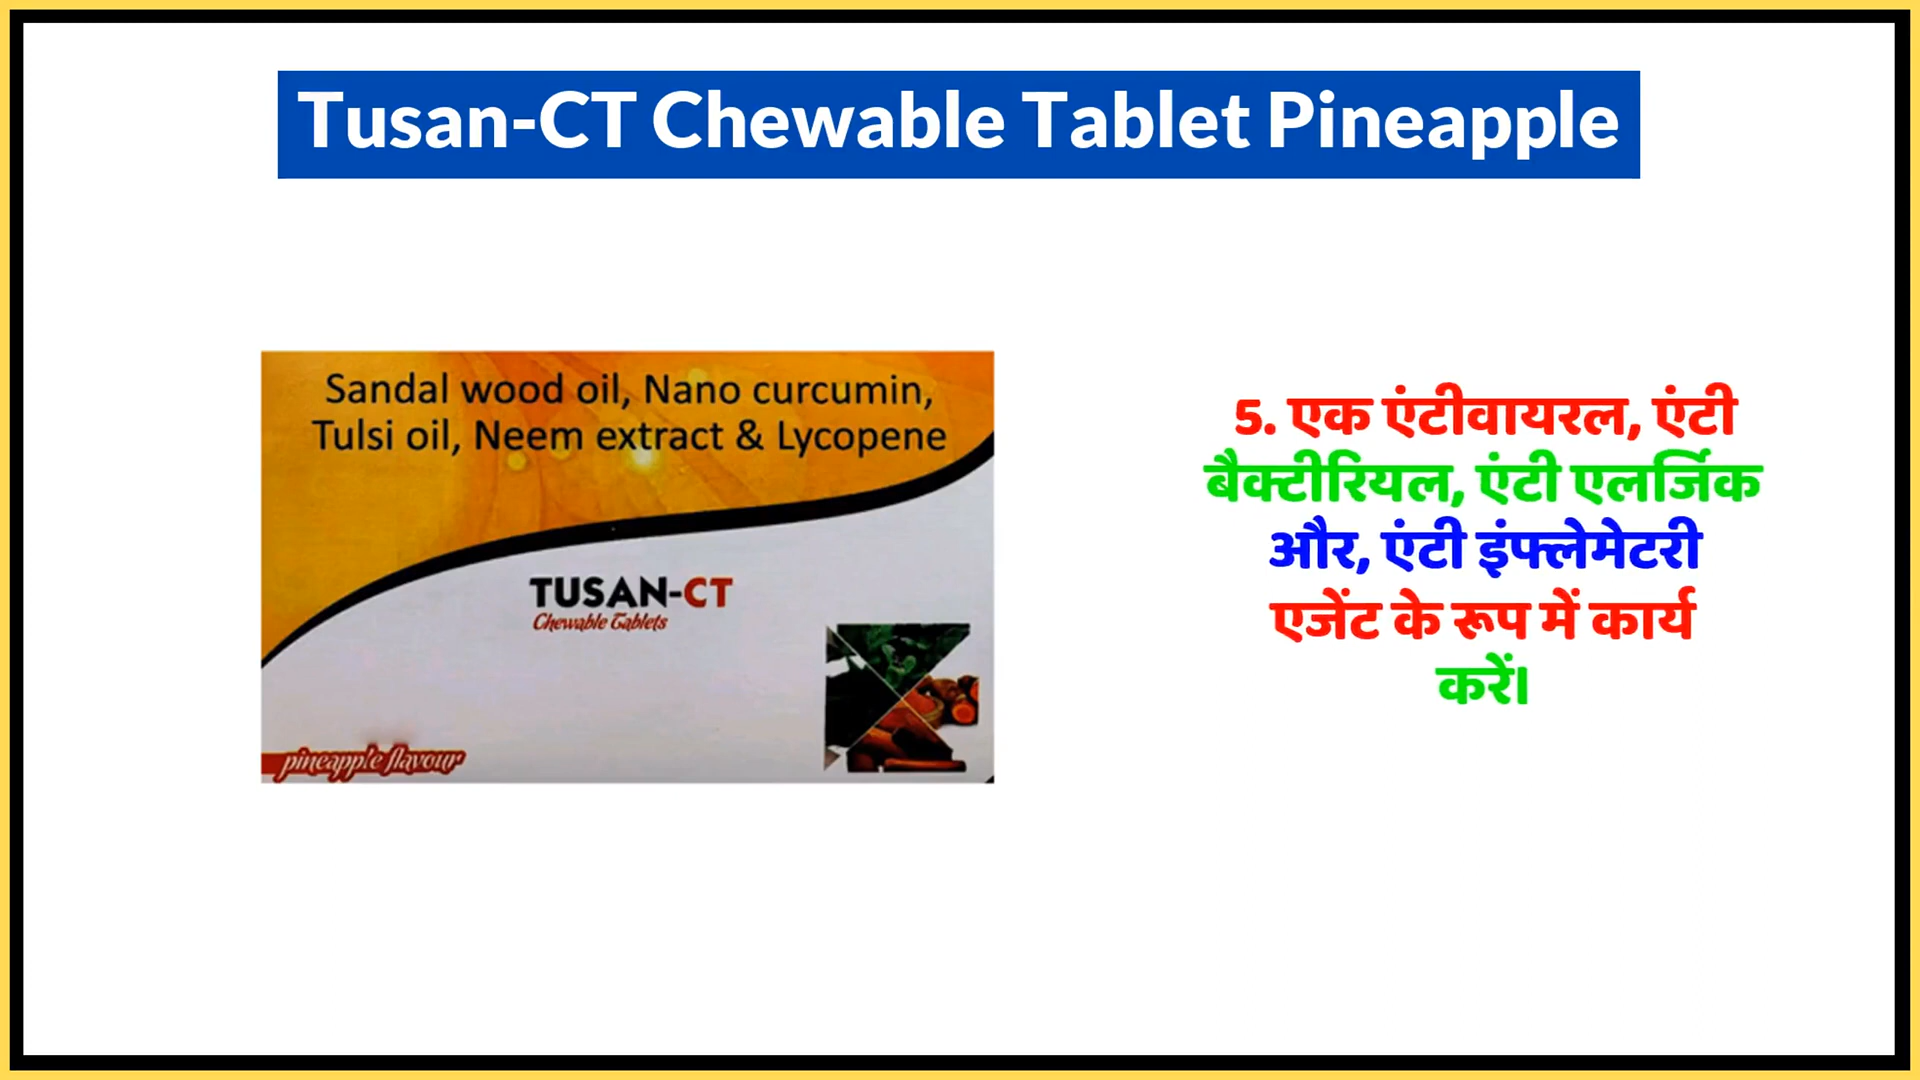 Tusan-CT Chewable Tablet Pineapple
Sandal wood oil, Nano curcumin,
Tulsi oil, Neem extract & Lycopene
TUSAN-CT
Chewable Tablets
pineapple flavour
5. एक एंटीवायरल, एंटी
बैक्टीरियल, एंटी एलर्जिक
और, एंटी इंफ्लेमेटरी
एजेंट के रूप में कार्य
करें।